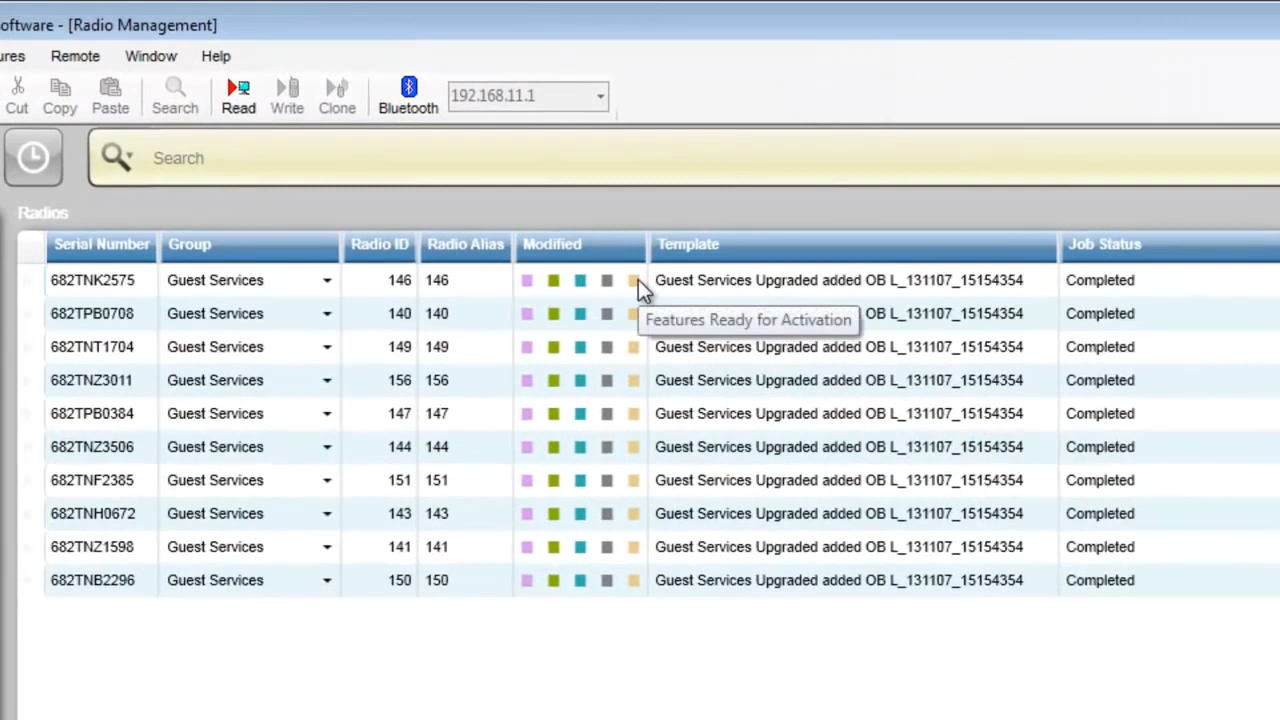 oftware - [Radio Management]
ures Remote Window Help
Cut Copy Paste Search Read Write Clone Bluetooth 192.168.11.1
Search
Radios
Serial Number Group Radio ID Radio Alias Modified Template Job Status
682TNK2575 Guest Services 146 146 Guest Services Upgraded added OB L_131107_15154354 Completed
682TPB0708 Guest Services 140 140 Features Ready for Activation OB L_131107_15154354 Completed
682TNT1704 Guest Services 149 149 Guest Services Upgraded added OB L_131107_15154354 Completed
682TNZ3011 Guest Services 156 156 Guest Services Upgraded added OB L_131107_15154354 Completed
682TPB0384 Guest Services 147 147 Guest Services Upgraded added OB L_131107_15154354 Completed
682TNZ3506 Guest Services 144 144 Guest Services Upgraded added OB L_131107_15154354 Completed
682TNF2385 Guest Services 151 151 Guest Services Upgraded added OB L_131107_15154354 Completed
682TNH0672 Guest Services 143 143 Guest Services Upgraded added OB L_131107_15154354 Completed
682TNZ1598 Guest Services 141 141 Guest Services Upgraded added OB L_131107_15154354 Completed
682TNB2296 Guest Services 150 150 Guest Services Upgraded added OB L_131107_15154354 Completed